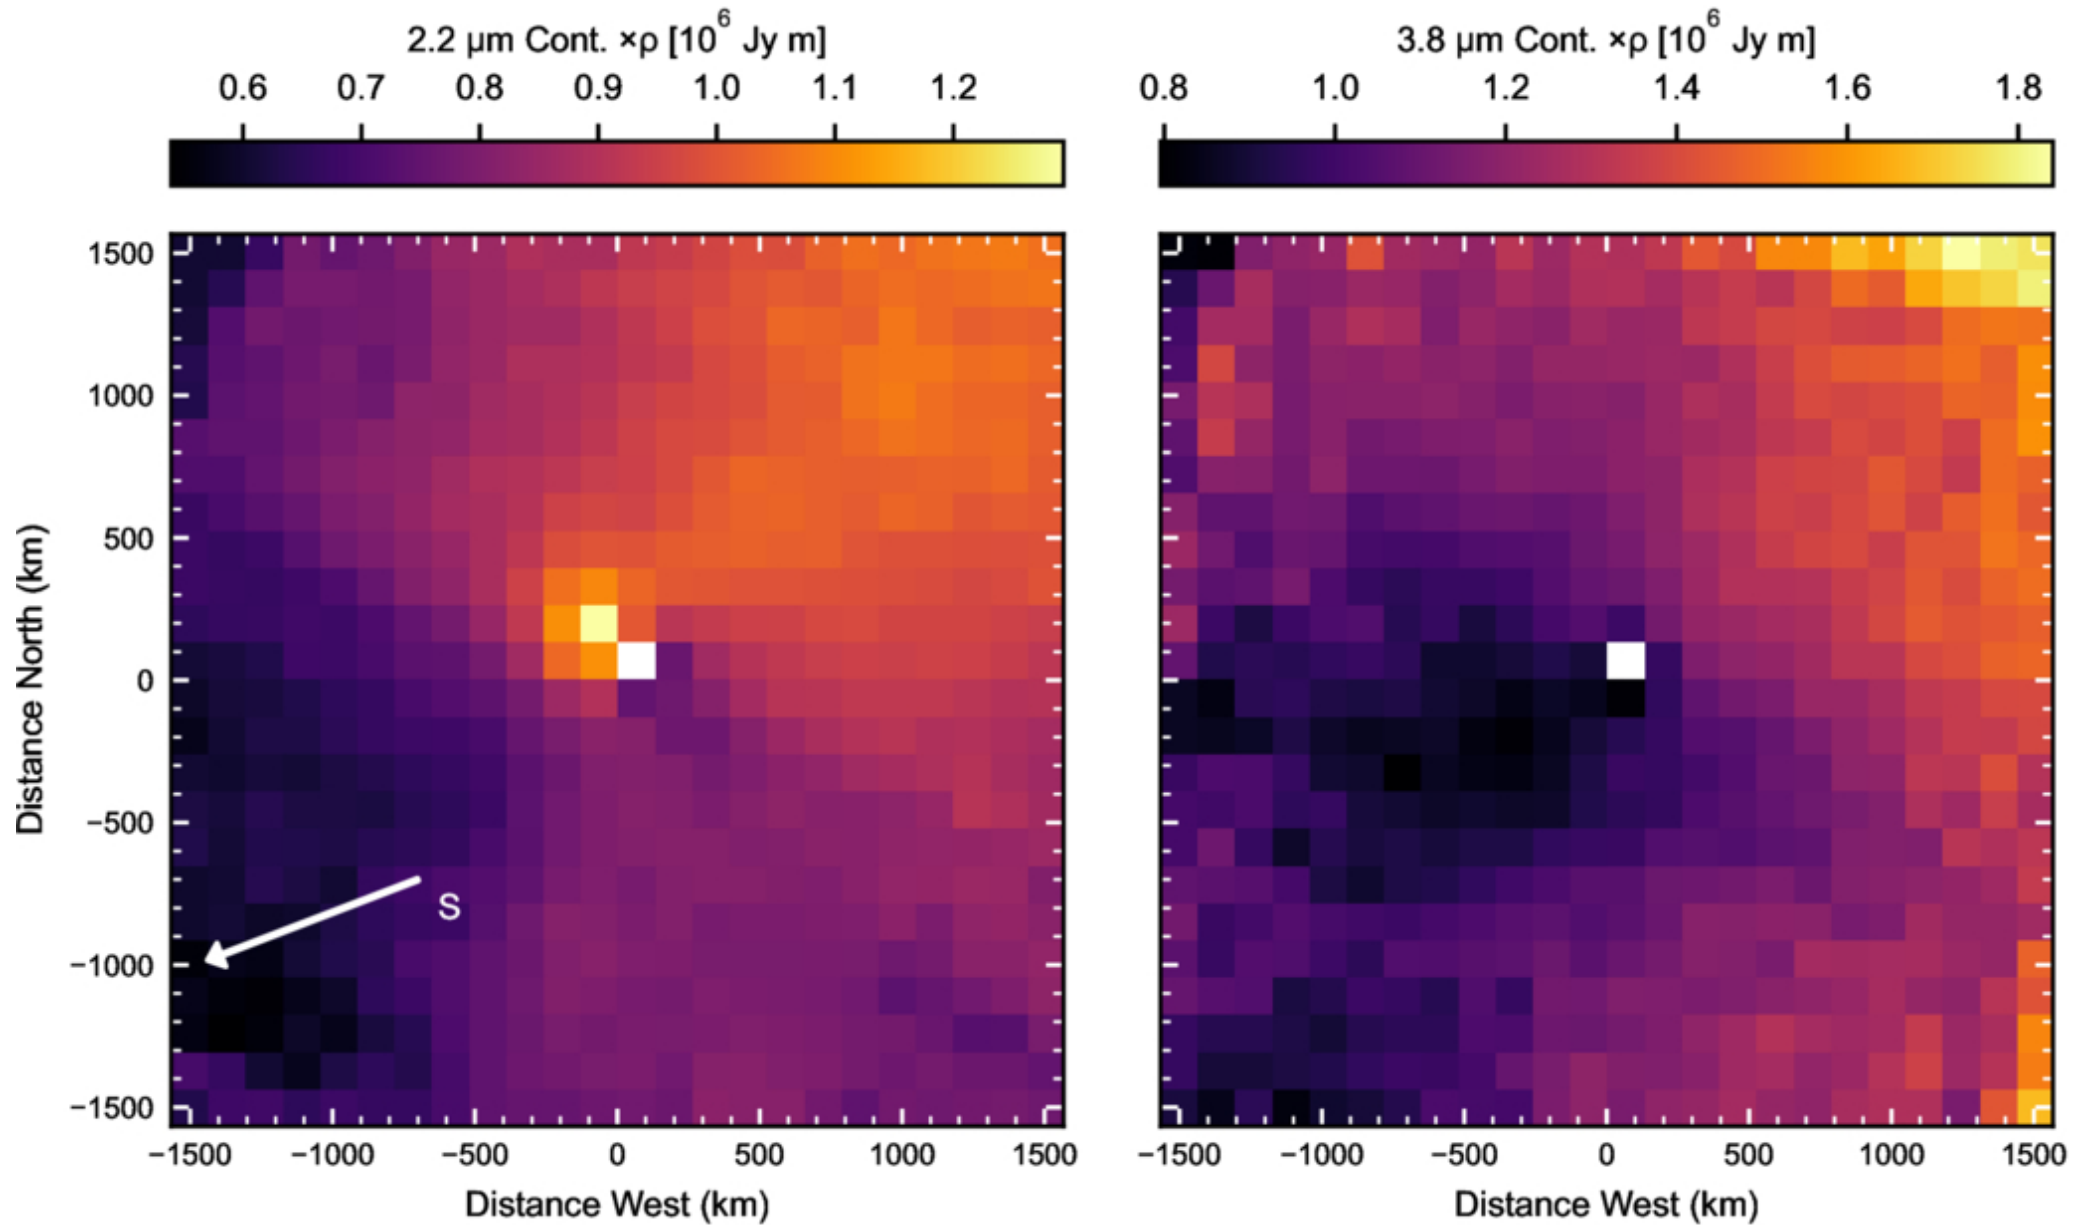 2.2 μm Cont. ×ρ [10⁶ Jy m]
0.6 0.7 0.8 0.9 1.0 1.1 1.2
3.8 μm Cont. ×ρ [10⁶ Jy m]
0.8 1.0 1.2 1.4 1.6 1.8
Distance North (km)
1500
1000
500
0
−500
−1000
−1500
S
−1500 −1000 −500 0 500 1000 1500
Distance West (km)
−1500 −1000 −500 0 500 1000 1500
Distance West (km)